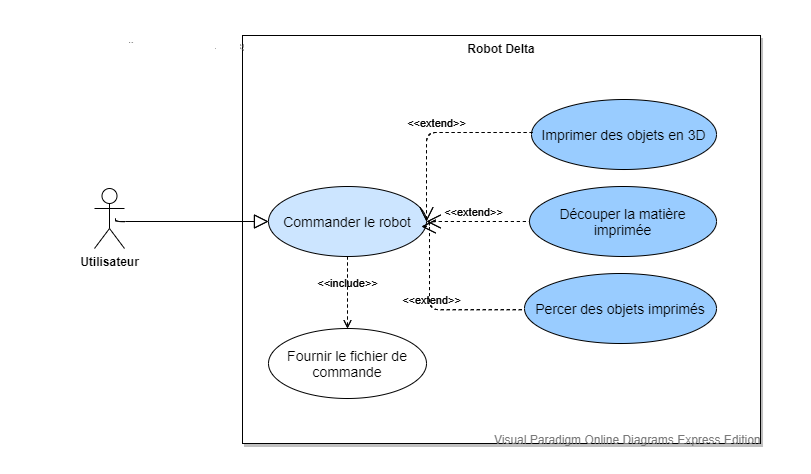 Robot Delta
<<extend>>
Imprimer des objets en 3D
Commander le robot
<<extend>>
Découper la matière
imprimée
Utilisateur
<<include>>
<<extend>>
Percer des objets imprimés
Fournir le fichier de
commande
Visual Paradigm Online Diagrams Express Edition